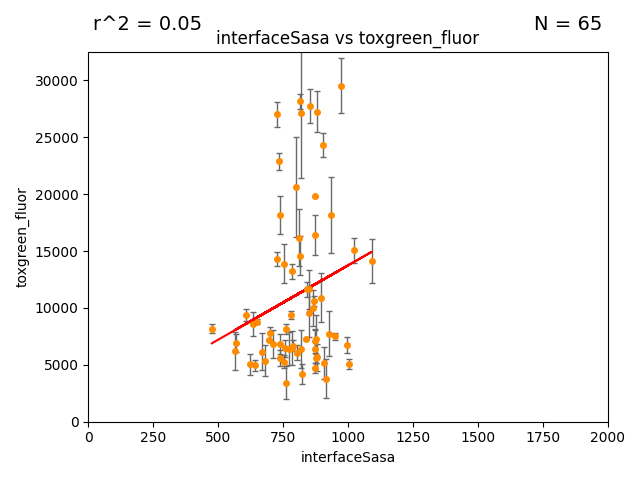 r^2 = 0.05
N = 65
interfaceSasa vs toxgreen_fluor
30000
25000
20000
15000
10000
5000
0
toxgreen_fluor
0 250 500 750 1000 1250 1500 1750 2000
interfaceSasa